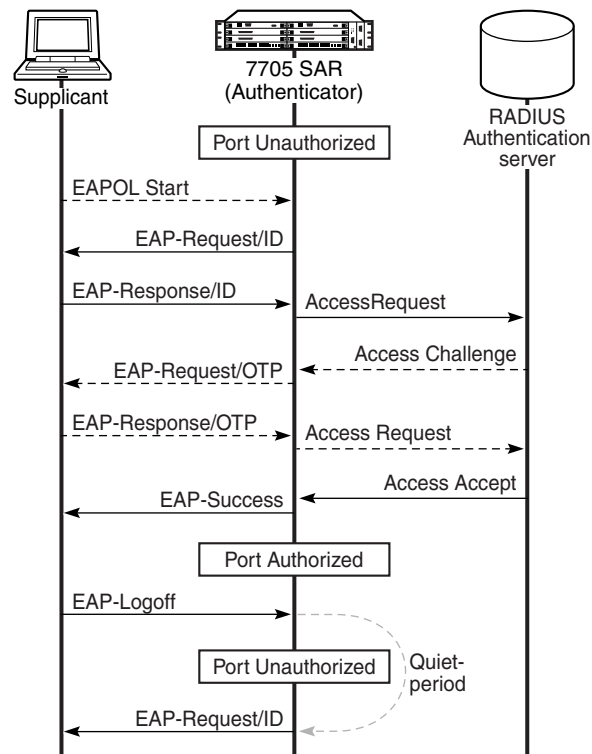 Supplicant
7705 SAR
(Authenticator)
RADIUS
Authentication
server
Port Unauthorized
EAPOL Start
EAP-Request/ID
EAP-Response/ID
AccessRequest
Access Challenge
EAP-Request/OTP
EAP-Response/OTP
Access Request
Access Accept
EAP-Success
Port Authorized
EAP-Logoff
Port Unauthorized
Quiet-
period
EAP-Request/ID